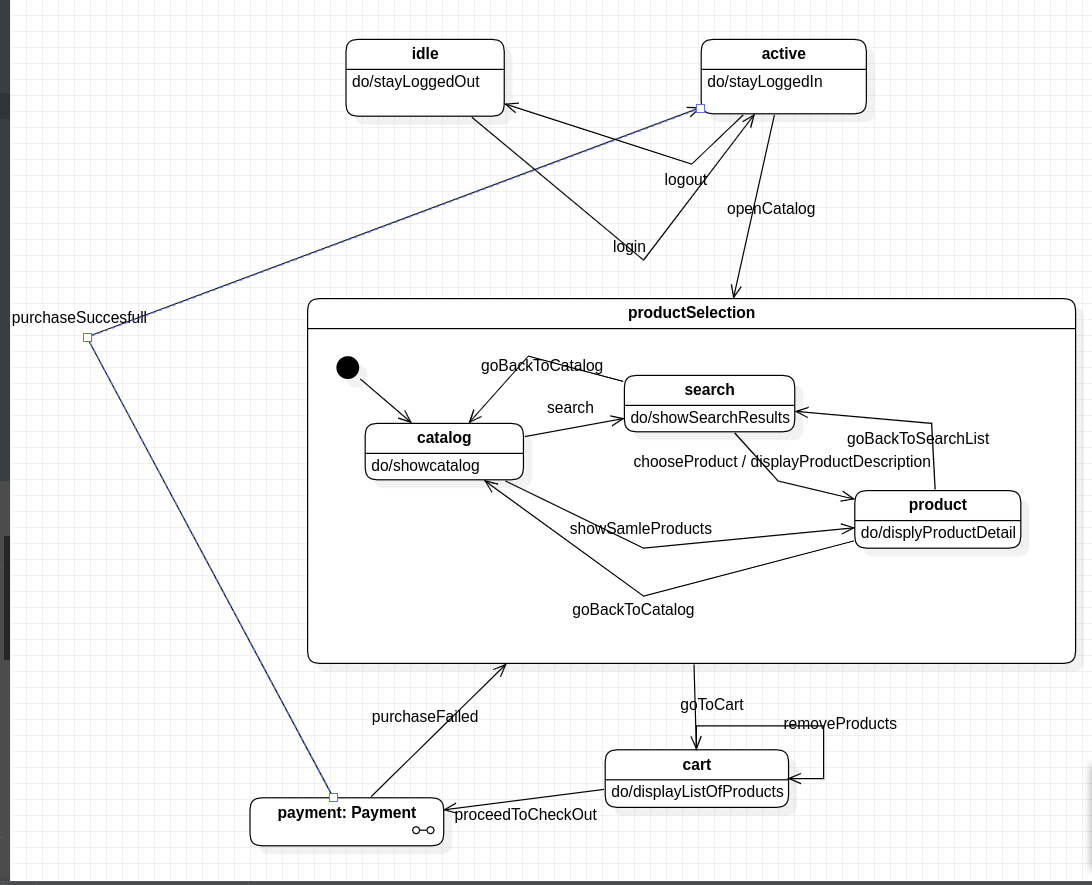 idle
do/stayLoggedOut
active
do/stayLoggedIn
logout
openCatalog
login
purchaseSuccesfull
productSelection
goBackToCatalog
search
do/showSearchResults
search
catalog
do/showcatalog
goBackToSearchList
chooseProduct / displayProductDescription
product
do/displyProductDetail
showSamleProducts
goBackToCatalog
purchaseFailed
goToCart
removeProducts
cart
do/displayListOfProducts
payment: Payment
proceedToCheckOut